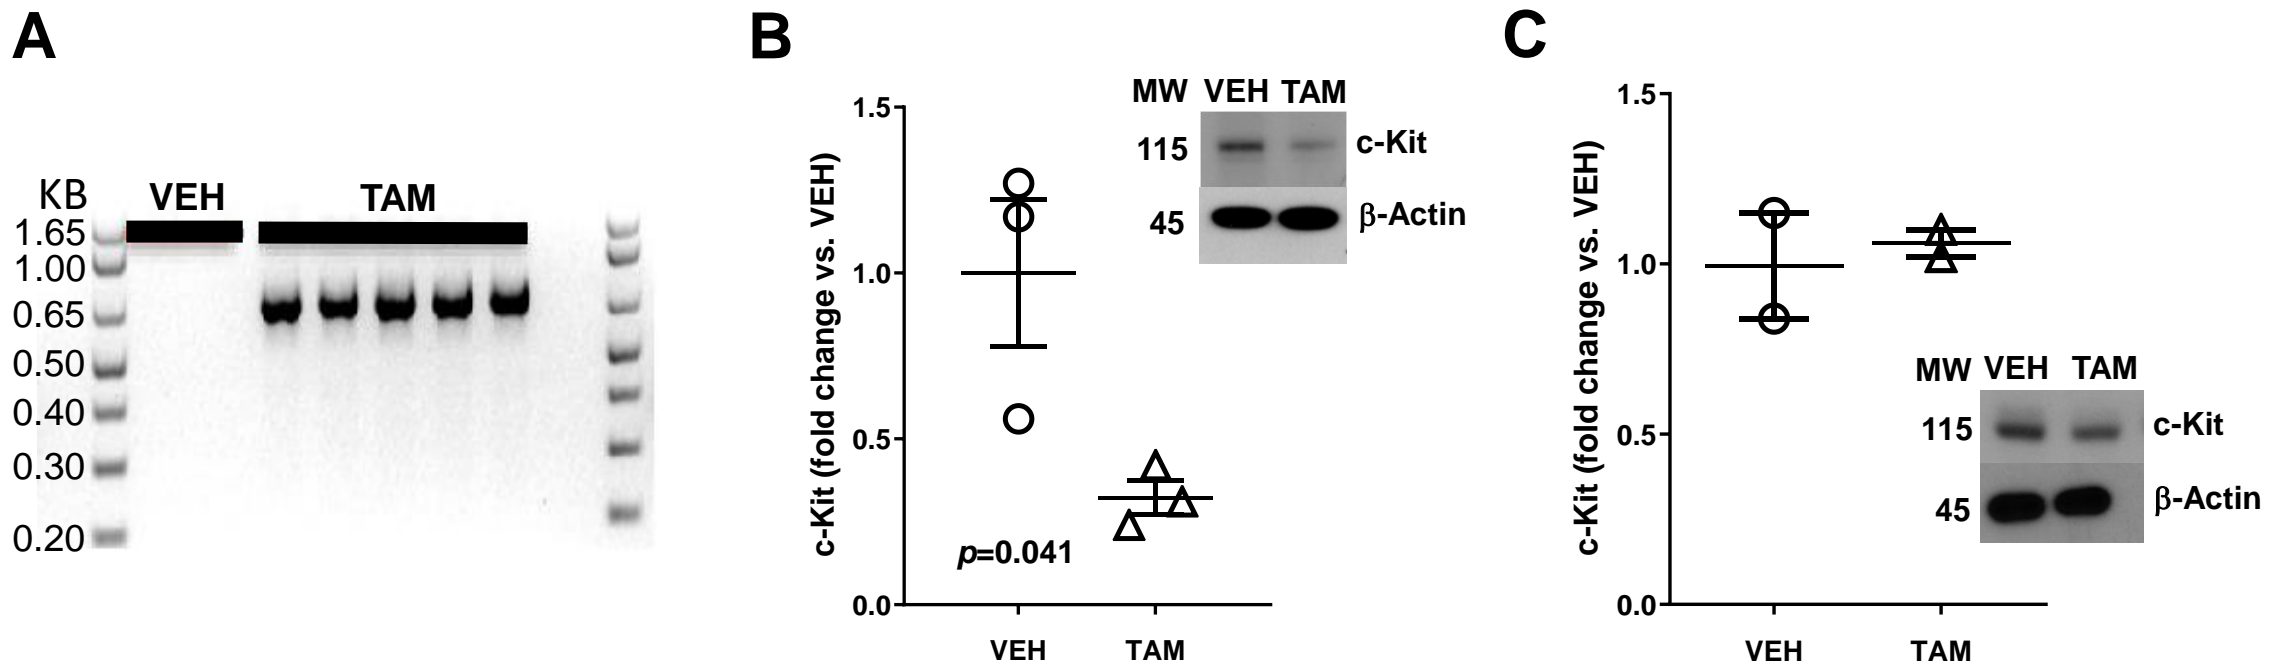 A
KB VEH TAM
1.65
1.00
0.65
0.50
0.40
0.30
0.20
B
c-Kit (fold change vs. VEH)
1.5
1.0
0.5
0.0
MW VEH TAM
115 c-Kit
45 β-Actin
p=0.041
VEH TAM
C
c-Kit (fold change vs. VEH)
1.5
1.0
0.5
0.0
MW VEH TAM
115 c-Kit
45 β-Actin
VEH TAM